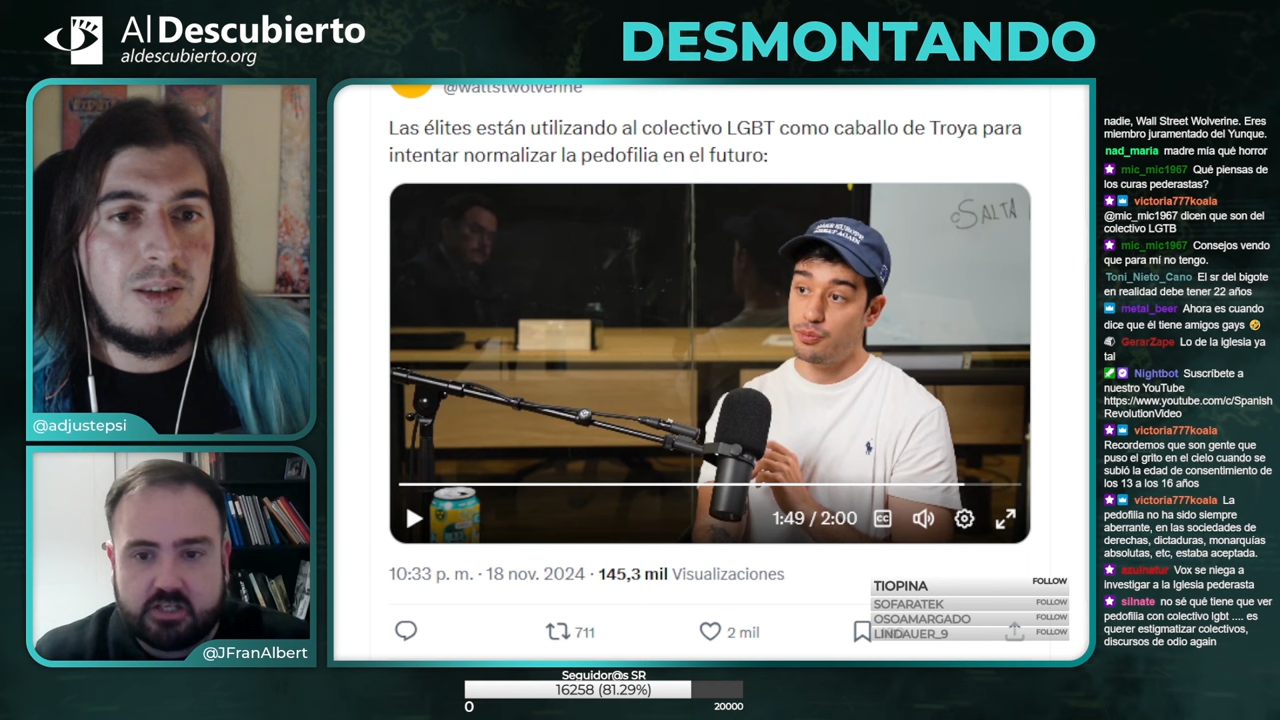 Al Descubierto
aldescubierto.org
DESMONTANDO
@wattstwolverine
Las élites están utilizando al colectivo LGBT como caballo de Troya para
intentar normalizar la pedofilia en el futuro:
SALTA
MAKE EUROPE
GREAT AGAIN
1:49 / 2:00
CC
10:33 p. m. · 18 nov. 2024 · 145,3 mil Visualizaciones
711
2 mil
TIOPINA FOLLOW
SOFARATEK FOLLOW
OSOAMARGADO FOLLOW
LINDAUER_9 FOLLOW
@adjustepsi
@JFranAlbert
Seguidor@s SR
16258 (81.29%)
0
20000
nadie, Wall Street Wolverine. Eres
miembro juramentado del Yunque.
nad_maria madre mía qué horror
mic_mic1967 Qué piensas de
los curas pederastas?
victoria777koala
@mic_mic1967 dicen que son del
colectivo LGTB
mic_mic1967 Consejos vendo
que para mí no tengo.
Toni_Nieto_Cano El sr del bigote
en realidad debe tener 22 años
metal_beer Ahora es cuando
dice que él tiene amigos gays 🤣
GerarZape Lo de la iglesia ya
tal
Nightbot Suscríbete a
nuestro YouTube
https://www.youtube.com/c/Spanish
RevolutionVideo
victoria777koala
Recordemos que son gente que
puso el grito en el cielo cuando se
subió la edad de consentimiento de
los 13 a los 16 años
victoria777koala La
pedofilia no ha sido siempre
aberrante, en las sociedades de
derechas, dictaduras, monarquías
absolutas, etc, estaba aceptada.
Vox se niega a
investigar a la Iglesia pederasta
silnate no sé qué tiene que ver
pedofilia con colectivo lgbt .... es
querer estigmatizar colectivos,
discursos de odio again